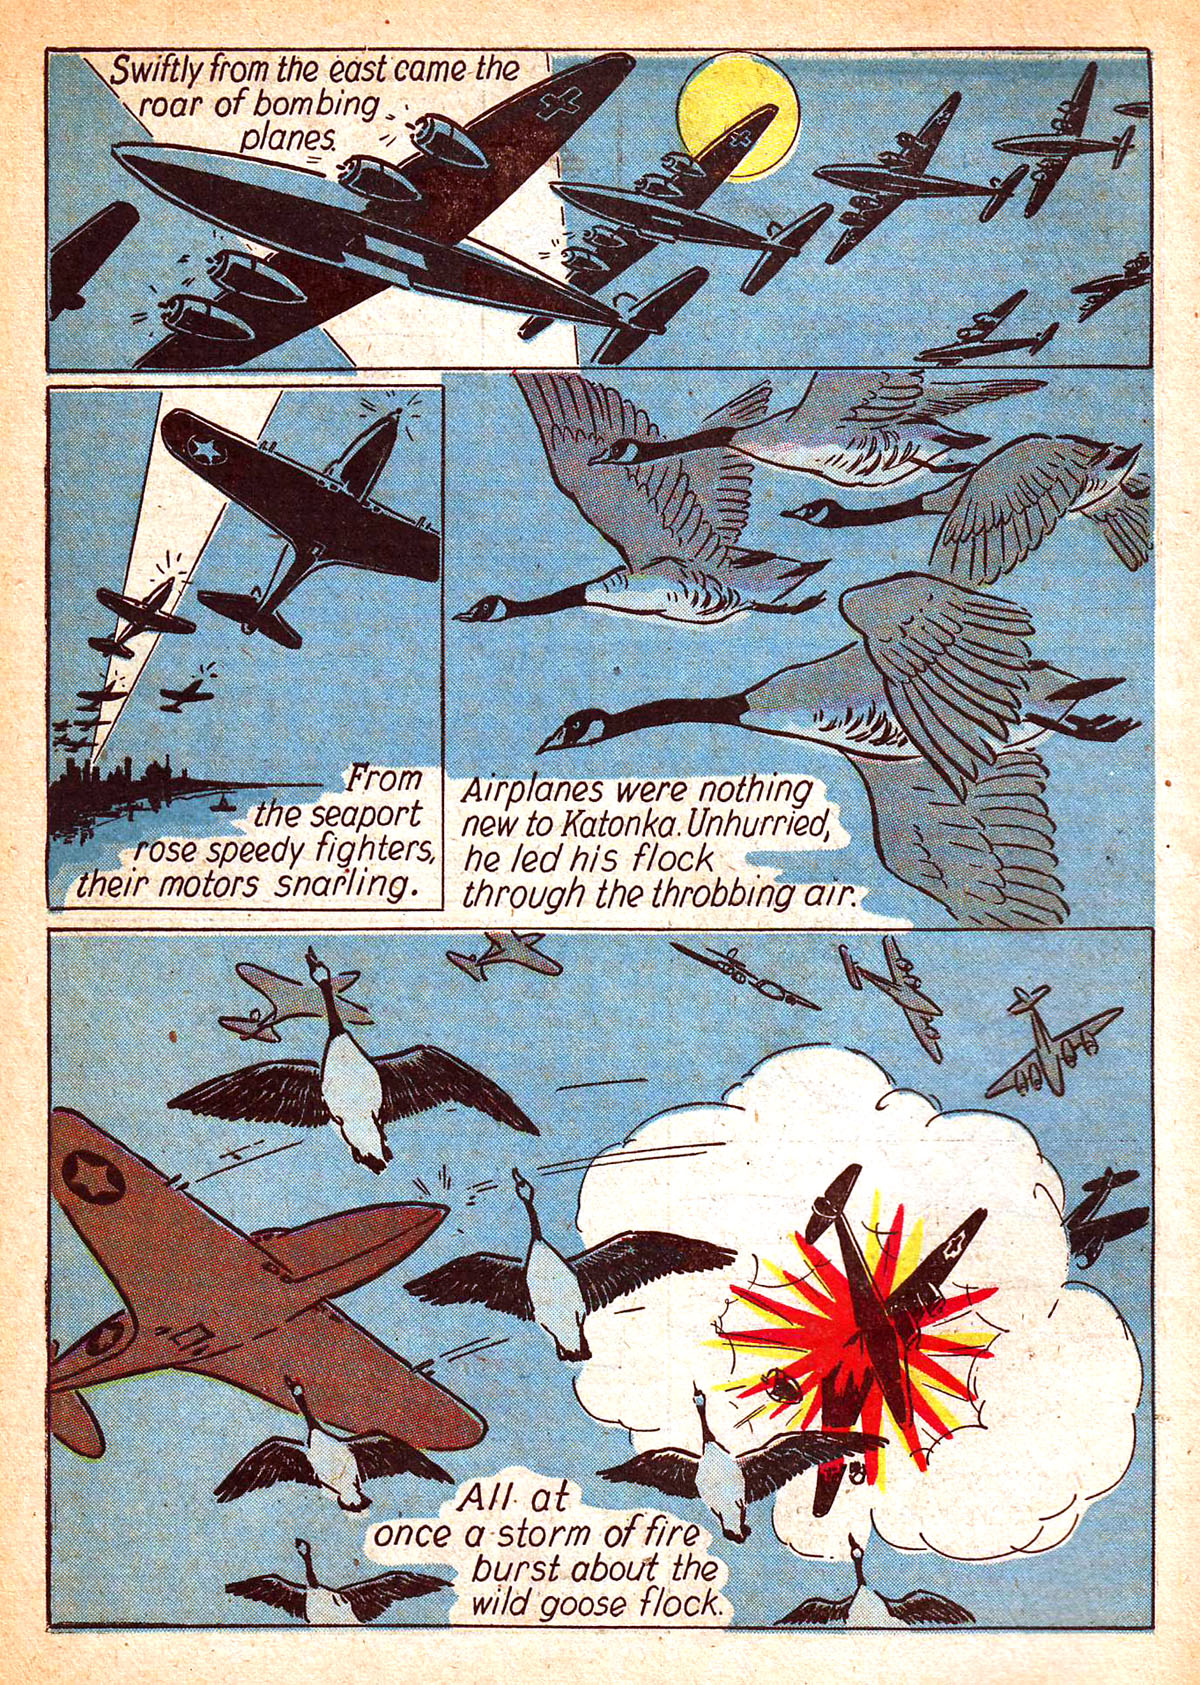 Swiftly from the east came the
roar of bombing
planes.
From
the seaport
rose speedy fighters,
their motors snarling.
Airplanes were nothing
new to Katonka. Unhurried,
he led his flock
through the throbbing air.
All at
once a storm of fire
burst about the
wild goose flock.